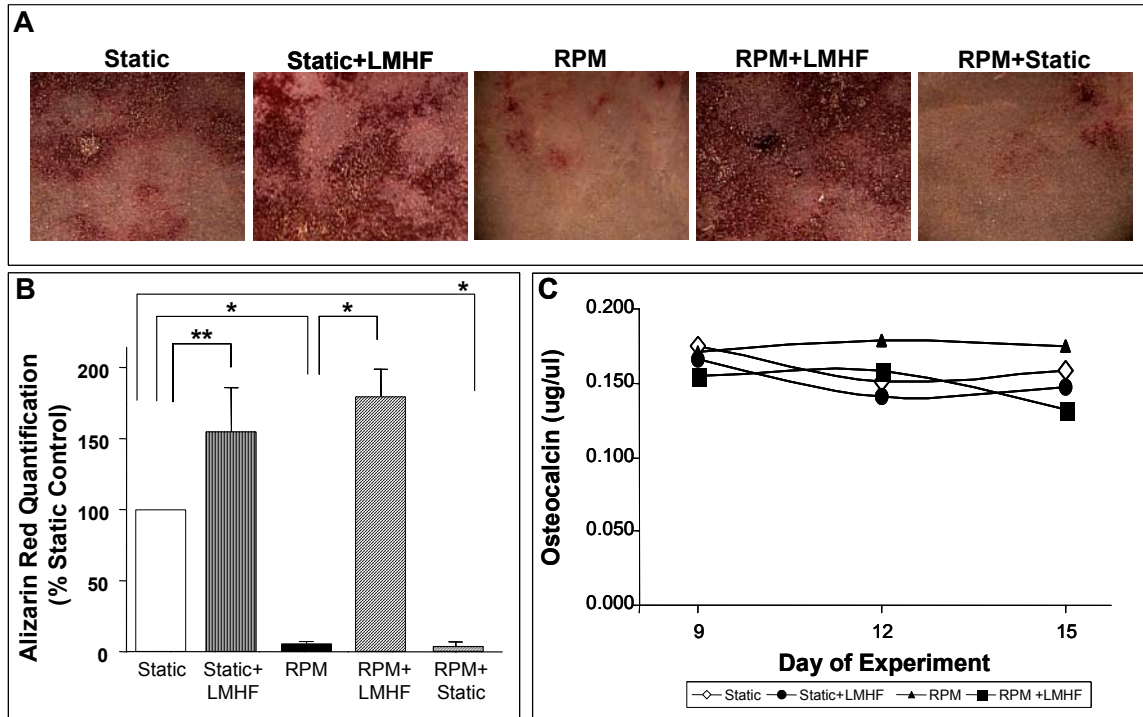 A
Static
Static+LMHF
RPM
RPM+LMHF
RPM+Static
B
*
*
*
**
Alizarin Red Quantification
(% Static Control)
200
150
100
50
0
Static
Static+
LMHF
RPM
RPM+
LMHF
RPM+
Static
C
Osteocalcin (ug/ul)
0.200
0.150
0.100
0.050
0.000
9 12 15
Day of Experiment
Static Static+LMHF RPM RPM +LMHF